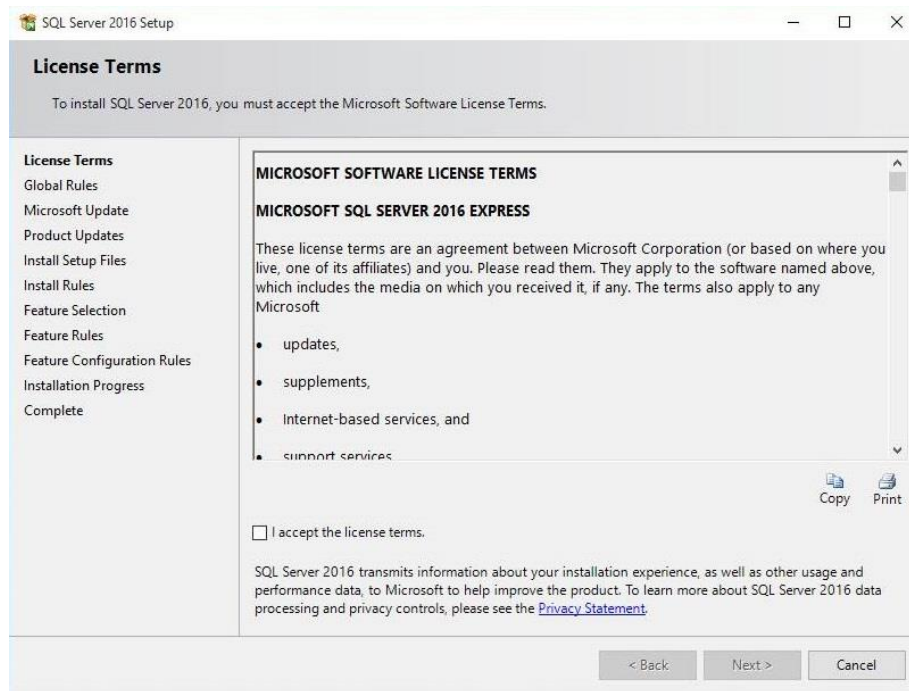 SQL Server 2016 Setup
License Terms
To install SQL Server 2016, you must accept the Microsoft Software License Terms.
License Terms
Global Rules
Microsoft Update
Product Updates
Install Setup Files
Install Rules
Feature Selection
Feature Rules
Feature Configuration Rules
Installation Progress
Complete
MICROSOFT SOFTWARE LICENSE TERMS
MICROSOFT SQL SERVER 2016 EXPRESS
These license terms are an agreement between Microsoft Corporation (or based on where you
live, one of its affiliates) and you. Please read them. They apply to the software named above,
which includes the media on which you received it, if any. The terms also apply to any
Microsoft
• updates,
• supplements,
• Internet-based services, and
• support services
Copy
Print
I accept the license terms.
SQL Server 2016 transmits information about your installation experience, as well as other usage and
performance data, to Microsoft to help improve the product. To learn more about SQL Server 2016 data
processing and privacy controls, please see the Privacy Statement.
< Back
Next >
Cancel